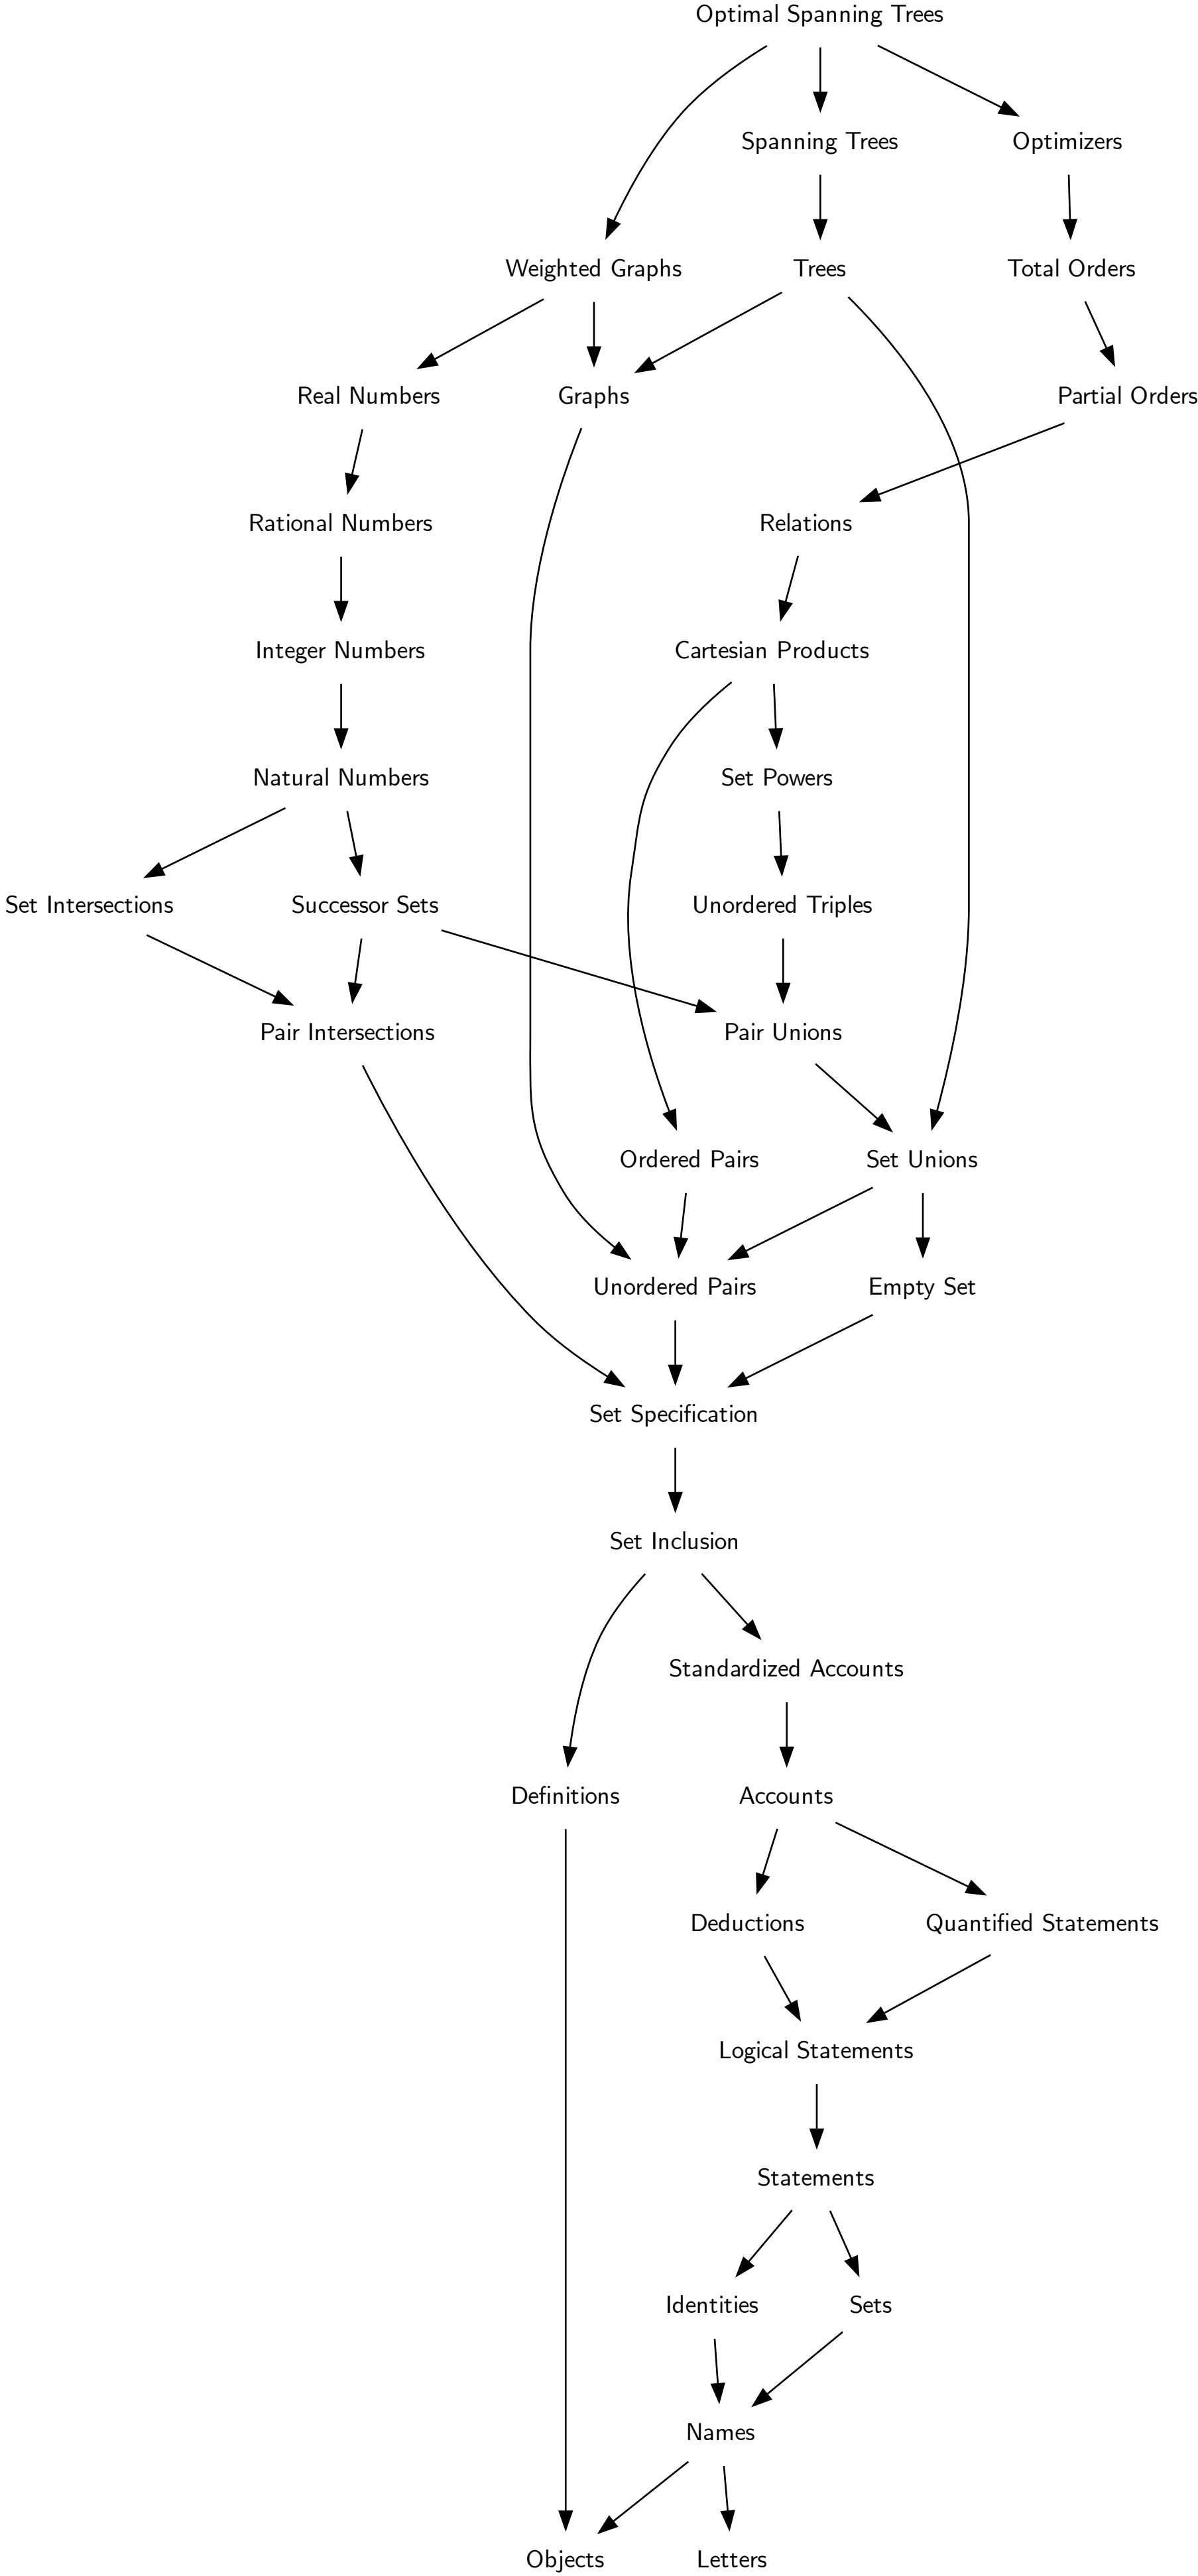 Optimal Spanning Trees
Spanning Trees
Optimizers
Weighted Graphs
Trees
Total Orders
Real Numbers
Graphs
Partial Orders
Rational Numbers
Relations
Integer Numbers
Cartesian Products
Natural Numbers
Set Powers
Set Intersections
Successor Sets
Unordered Triples
Pair Intersections
Pair Unions
Ordered Pairs
Set Unions
Unordered Pairs
Empty Set
Set Specification
Set Inclusion
Standardized Accounts
Definitions
Accounts
Deductions
Quantified Statements
Logical Statements
Statements
Identities
Sets
Names
Objects
Letters